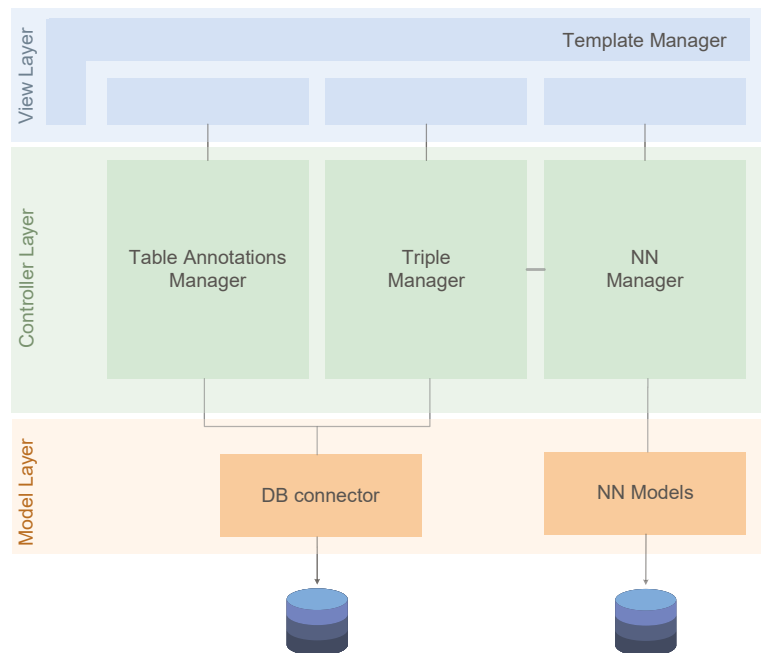 View Layer
Template Manager
Controller Layer
Table Annotations
Manager
Triple
Manager
NN
Manager
Model Layer
DB connector
NN Models